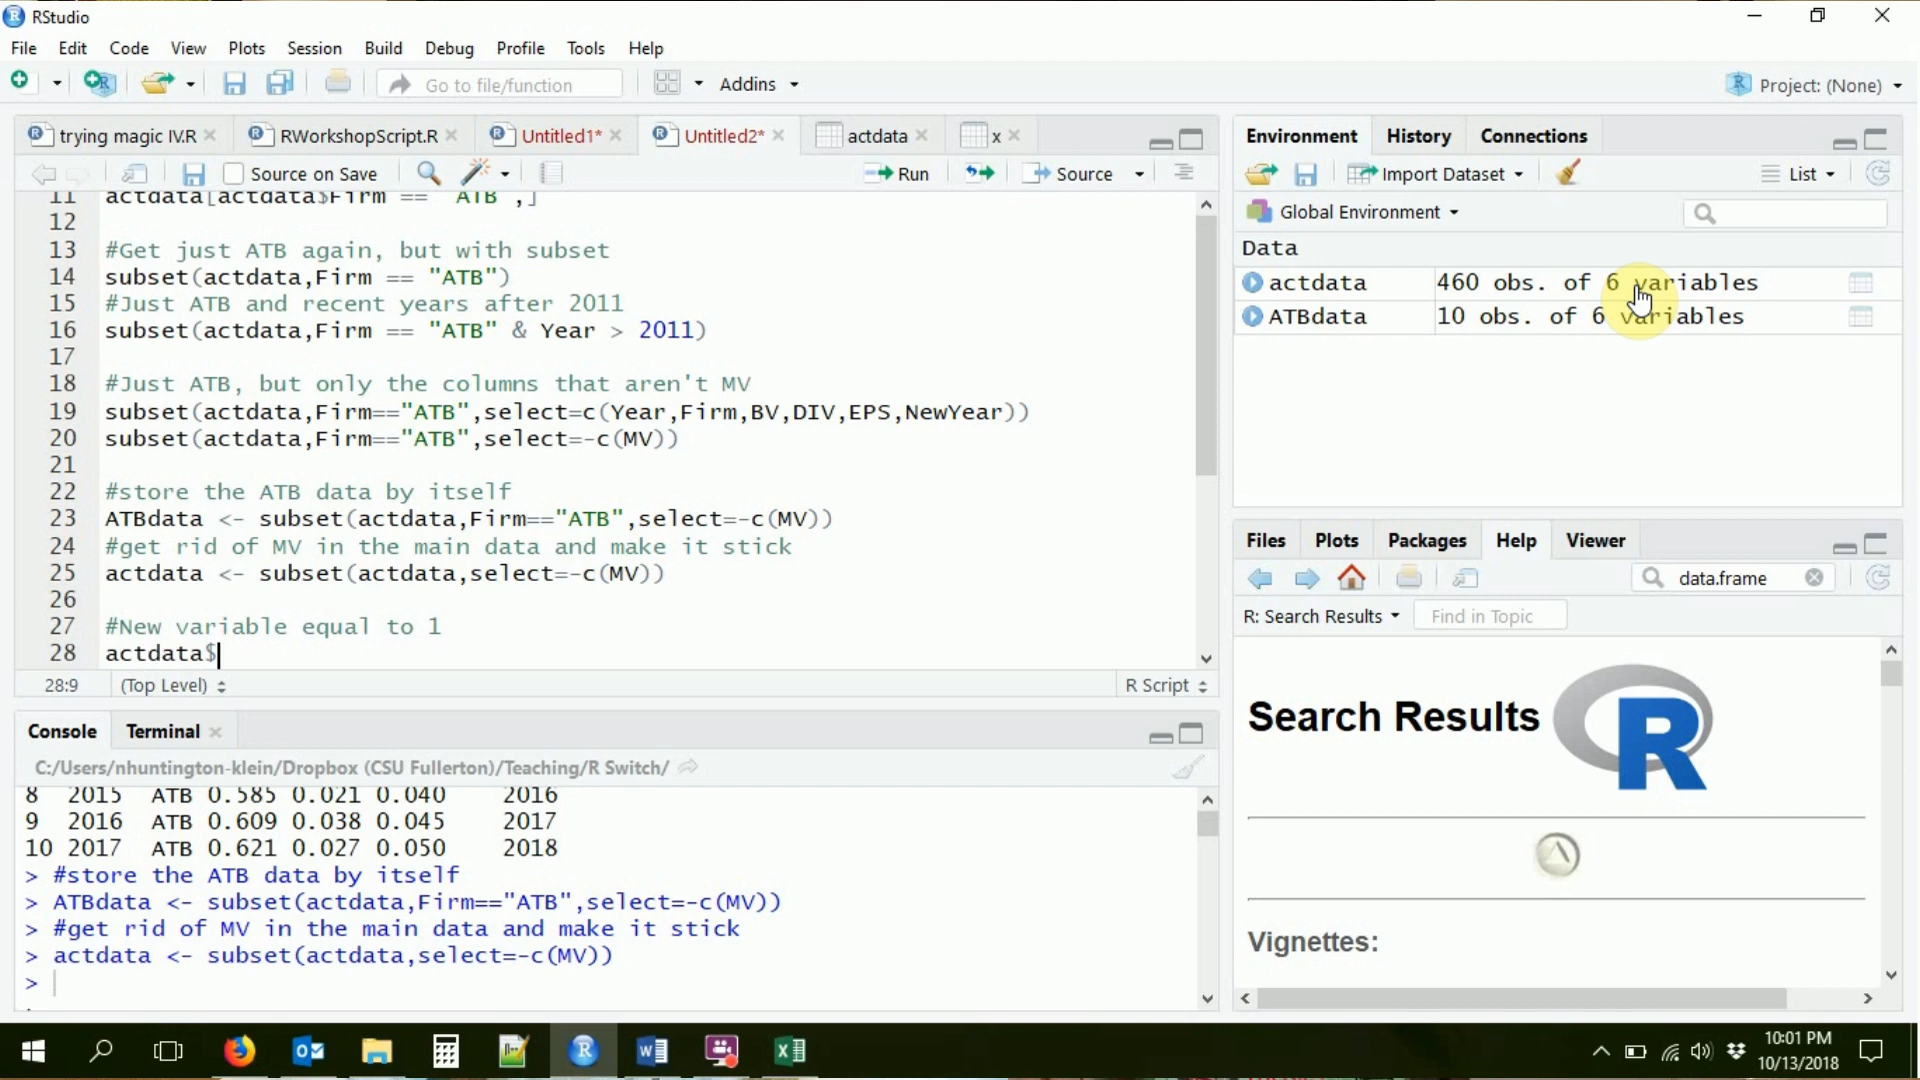 RStudio
File Edit Code View Plots Session Build Debug Profile Tools Help
Go to file/function Addins Project: (None)
trying magic IV.R RWorkshopScript.R Untitled1* Untitled2* actdata x
Source on Save Run Source
11 actdata[actdata$Firm == "ATB",]
12
13 #Get just ATB again, but with subset
14 subset(actdata,Firm == "ATB")
15 #Just ATB and recent years after 2011
16 subset(actdata,Firm == "ATB" & Year > 2011)
17
18 #Just ATB, but only the columns that aren't MV
19 subset(actdata,Firm=="ATB",select=c(Year,Firm,BV,DIV,EPS,NewYear))
20 subset(actdata,Firm=="ATB",select=-c(MV))
21
22 #store the ATB data by itself
23 ATBdata <- subset(actdata,Firm=="ATB",select=-c(MV))
24 #get rid of MV in the main data and make it stick
25 actdata <- subset(actdata,select=-c(MV))
26
27 #New variable equal to 1
28 actdata$
28:9 (Top Level) R Script
Console Terminal
C:/Users/nhuntington-klein/Dropbox (CSU Fullerton)/Teaching/R Switch/
8 2015 ATB 0.585 0.021 0.040 2016
9 2016 ATB 0.609 0.038 0.045 2017
10 2017 ATB 0.621 0.027 0.050 2018
> #store the ATB data by itself
> ATBdata <- subset(actdata,Firm=="ATB",select=-c(MV))
> #get rid of MV in the main data and make it stick
> actdata <- subset(actdata,select=-c(MV))
>
Environment History Connections
Import Dataset List
Global Environment
Data
actdata 460 obs. of 6 variables
ATBdata 10 obs. of 6 variables
Files Plots Packages Help Viewer
data.frame
R: Search Results Find in Topic
Search Results R
Vignettes:
10:01 PM
10/13/2018